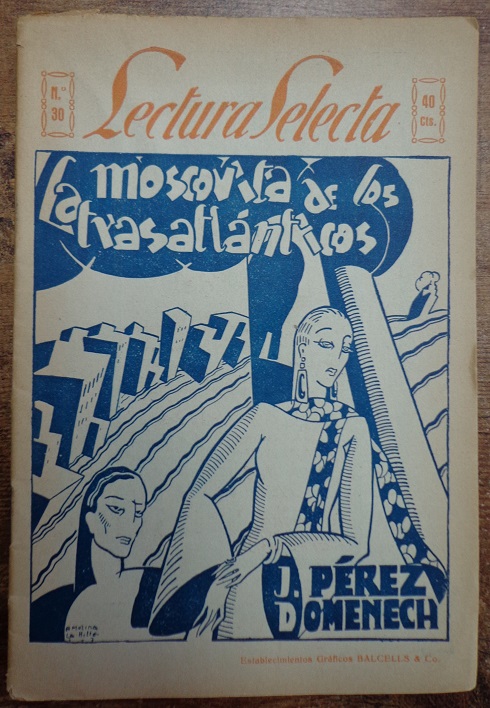 N.º
30
Lectura Selecta
40
Cts.
La moscovita de los
trasatlánticos
J. PÉREZ
DOMENECH
Establecimientos Gráficos BALCELLS & Co.